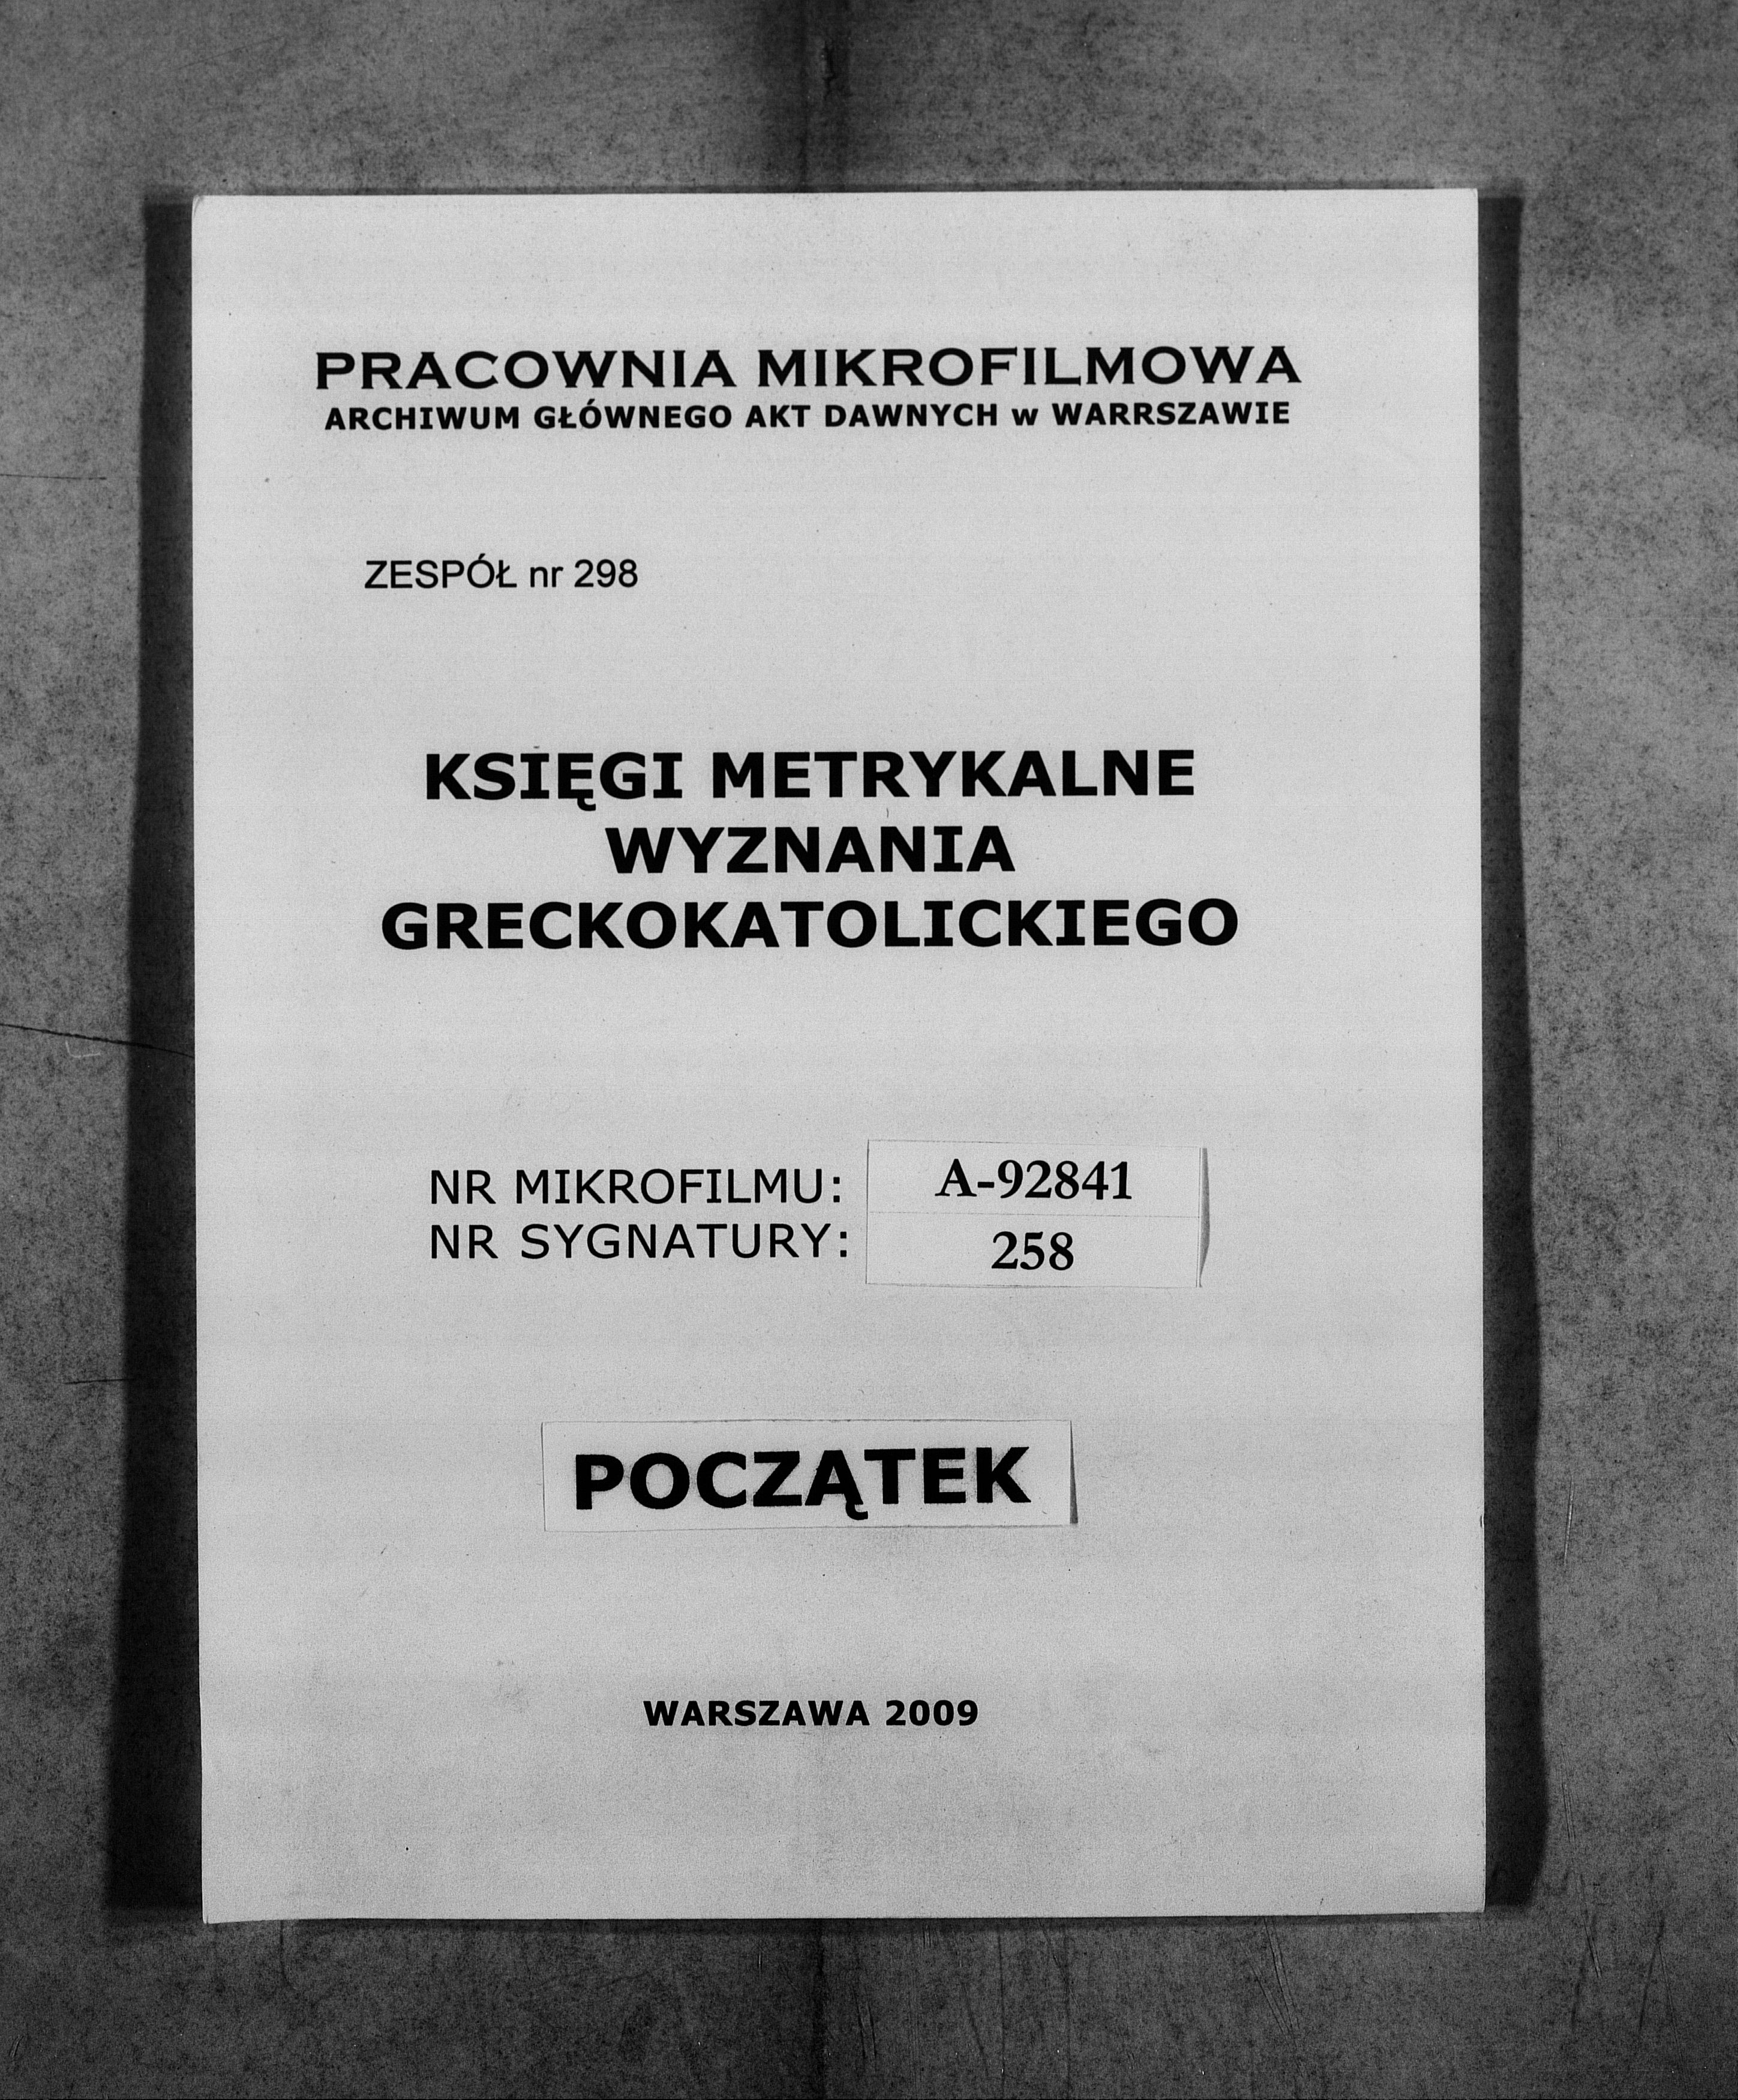 PRACOWNIA MIKROFILMOWA
ARCHIWUM GŁÓWNEGO AKT DAWNYCH w WARRSZAWIE
ZESPÓŁ nr 298
KSIĘGI METRYKALNE
WYZNANIA
GRECKOKATOLICKIEGO
NR MIKROFILMU: A-92841
NR SYGNATURY: 258
POCZĄTEK
WARSZAWA 2009